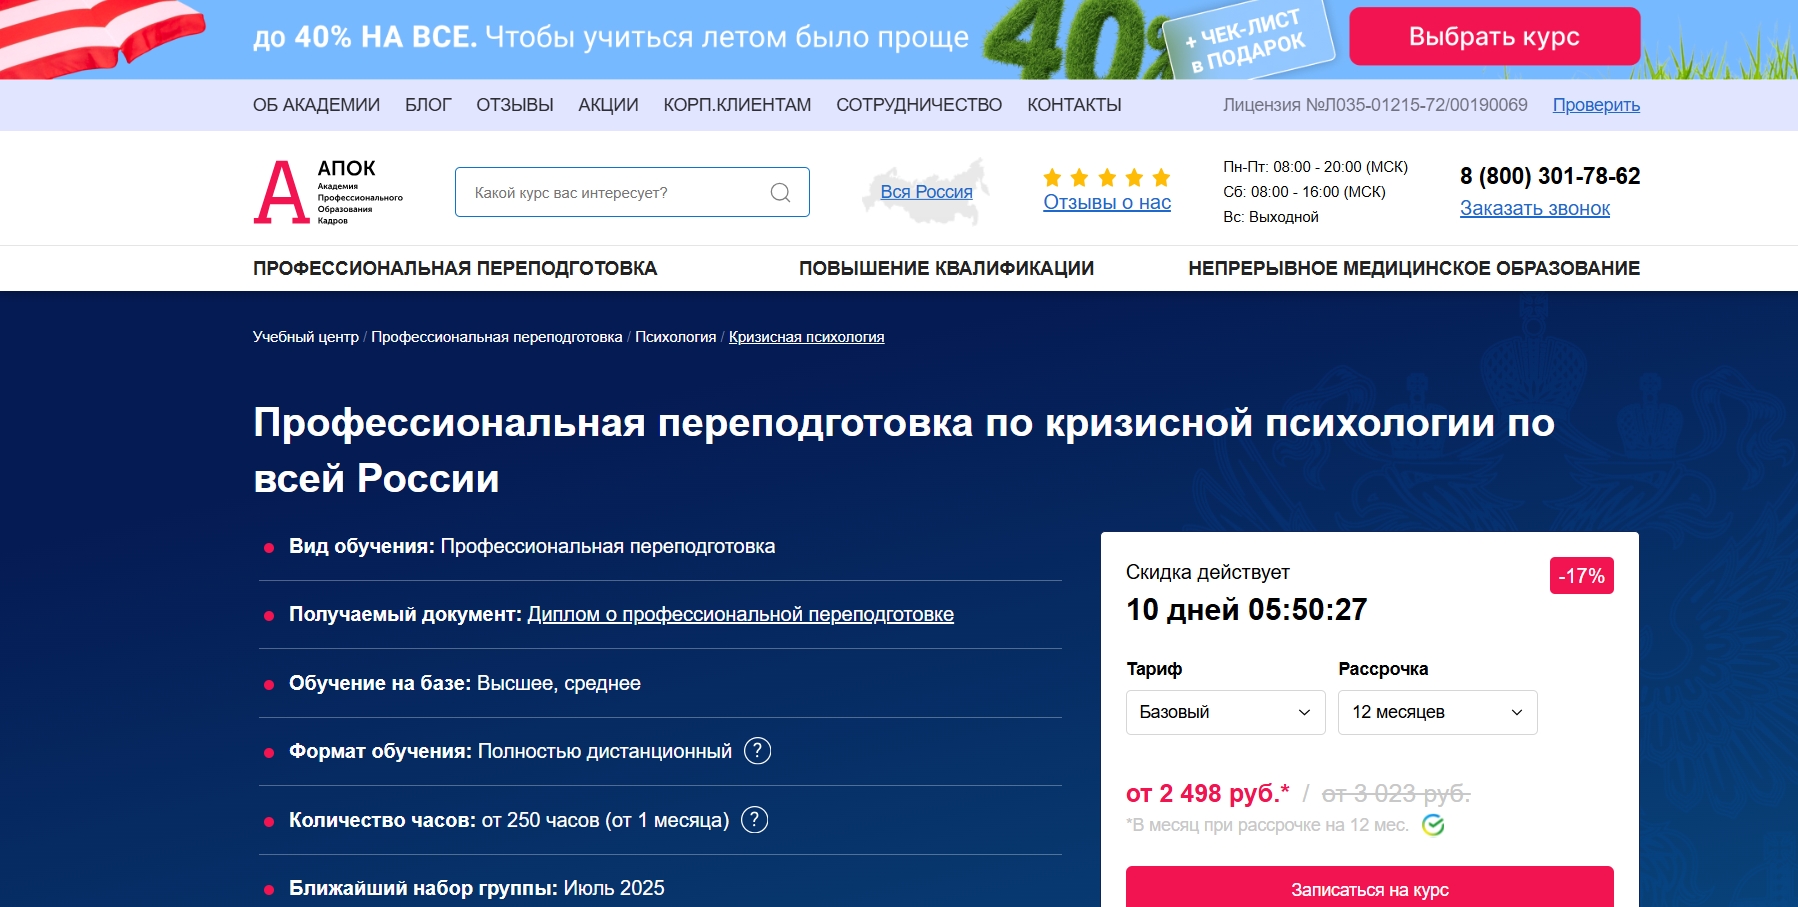 до 40% НА ВСЕ. Чтобы учиться летом было проще
40%
+ ЧЕК-ЛИСТ
в ПОДАРОК
Выбрать курс
ОБ АКАДЕМИИ БЛОГ ОТЗЫВЫ АКЦИИ КОРП.КЛИЕНТАМ СОТРУДНИЧЕСТВО КОНТАКТЫ Лицензия №Л035-01215-72/00190069 Проверить
А
АПОК
Академия
Профессионального
Образования
Кадров
Какой курс вас интересует?
Вся Россия
Отзывы о нас
Пн-Пт: 08:00 - 20:00 (МСК)
Сб: 08:00 - 16:00 (МСК)
Вс: Выходной
8 (800) 301-78-62
Заказать звонок
ПРОФЕССИОНАЛЬНАЯ ПЕРЕПОДГОТОВКА ПОВЫШЕНИЕ КВАЛИФИКАЦИИ НЕПРЕРЫВНОЕ МЕДИЦИНСКОЕ ОБРАЗОВАНИЕ
Учебный центр / Профессиональная переподготовка / Психология / Кризисная психология
Профессиональная переподготовка по кризисной психологии по
всей России
Вид обучения: Профессиональная переподготовка
Получаемый документ: Диплом о профессиональной переподготовке
Обучение на базе: Высшее, среднее
Формат обучения: Полностью дистанционный ?
Количество часов: от 250 часов (от 1 месяца) ?
Ближайший набор группы: Июль 2025
Скидка действует
-17%
10 дней 05:50:27
Тариф Рассрочка
Базовый 12 месяцев
от 2 498 руб.* / от 3 023 руб.
*В месяц при рассрочке на 12 мес.
Записаться на курс